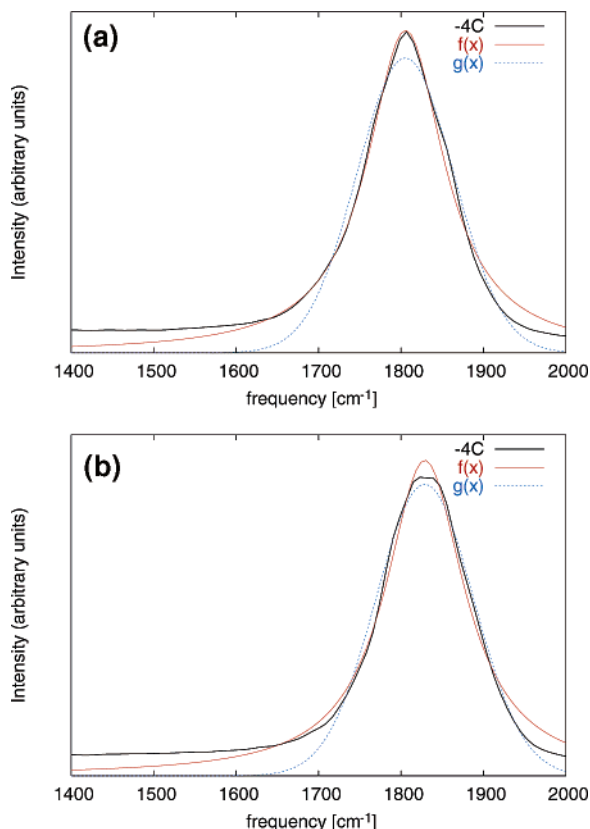 (a)
-4C
f(x)
g(x)
Intensity (arbitrary units)
1400 1500 1600 1700 1800 1900 2000
frequency [cm-1]
(b)
-4C
f(x)
g(x)
Intensity (arbitrary units)
1400 1500 1600 1700 1800 1900 2000
frequency [cm-1]